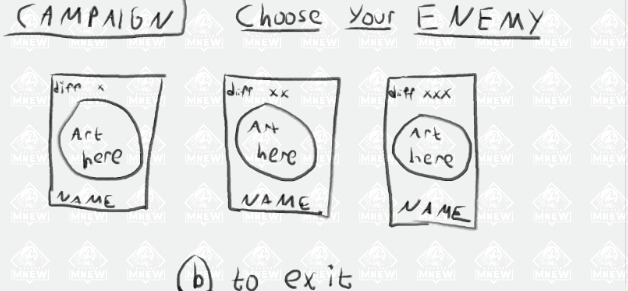 CAMPAIGN Choose Your ENEMY
diff x diff xx diff xxx
Art Art Art
here here here
NAME NAME NAME
b to exit
MNEW